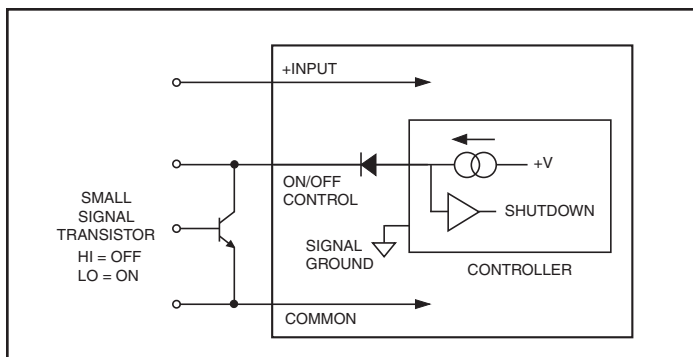 +INPUT
+V
ON/OFF
CONTROL
SHUTDOWN
SMALL
SIGNAL
TRANSISTOR
HI = OFF
LO = ON
SIGNAL
GROUND
CONTROLLER
COMMON